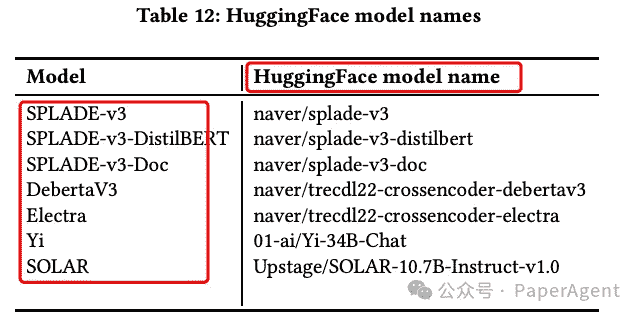 Table 12: HuggingFace model names
Model HuggingFace model name
SPLADE-v3 naver/splade-v3
SPLADE-v3-DistilBERT naver/splade-v3-distilbert
SPLADE-v3-Doc naver/splade-v3-doc
DebertaV3 naver/trecdl22-crossencoder-debertav3
Electra naver/trecdl22-crossencoder-electra
Yi 01-ai/Yi-34B-Chat
SOLAR Upstage/SOLAR-10.7B-Instruct-v1.0
公众号 · PaperAgent